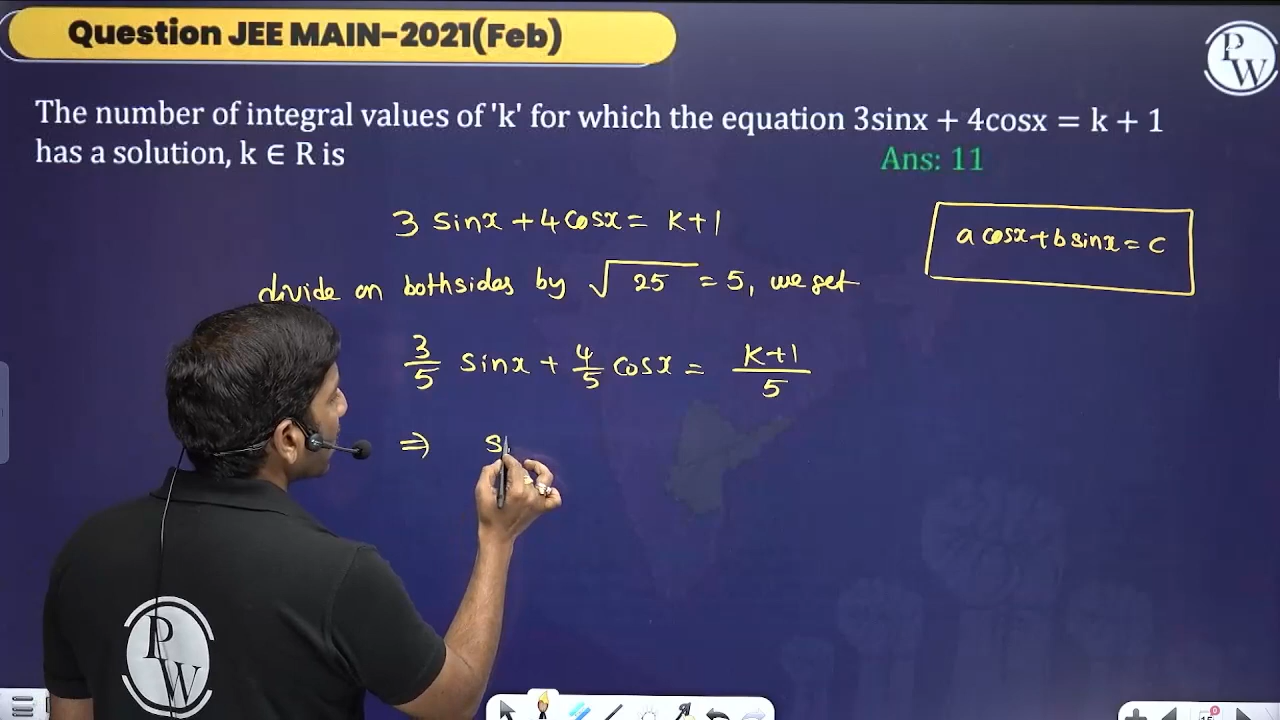 Question JEE MAIN-2021(Feb)
PW
The number of integral values of 'k' for which the equation 3sinx + 4cosx = k + 1
has a solution, k ∈ R is
Ans: 11
3 sinx + 4 cosx = k+1
a cosx + b sinx = c
divide on bothsides by √25 = 5, we get
3/5 sinx + 4/5 cosx = k+1/5
⇒ s
PW